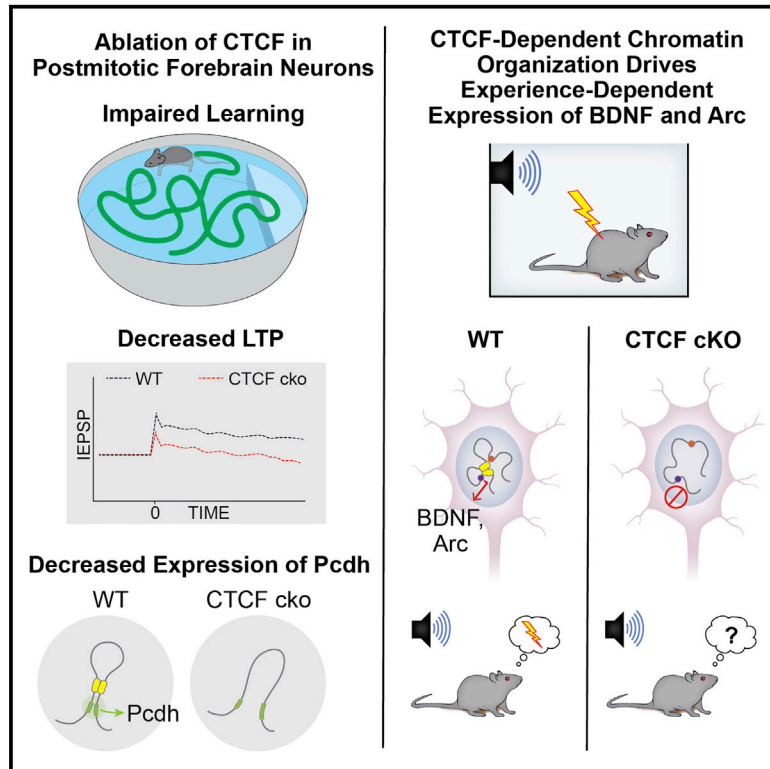 Ablation of CTCF in
Postmitotic Forebrain Neurons
Impaired Learning
Decreased LTP
WT
CTCF cko
IEPSP
0
TIME
Decreased Expression of Pcdh
WT
CTCF cko
Pcdh
CTCF-Dependent Chromatin
Organization Drives
Experience-Dependent
Expression of BDNF and Arc
WT
CTCF cKO
BDNF,
Arc
?